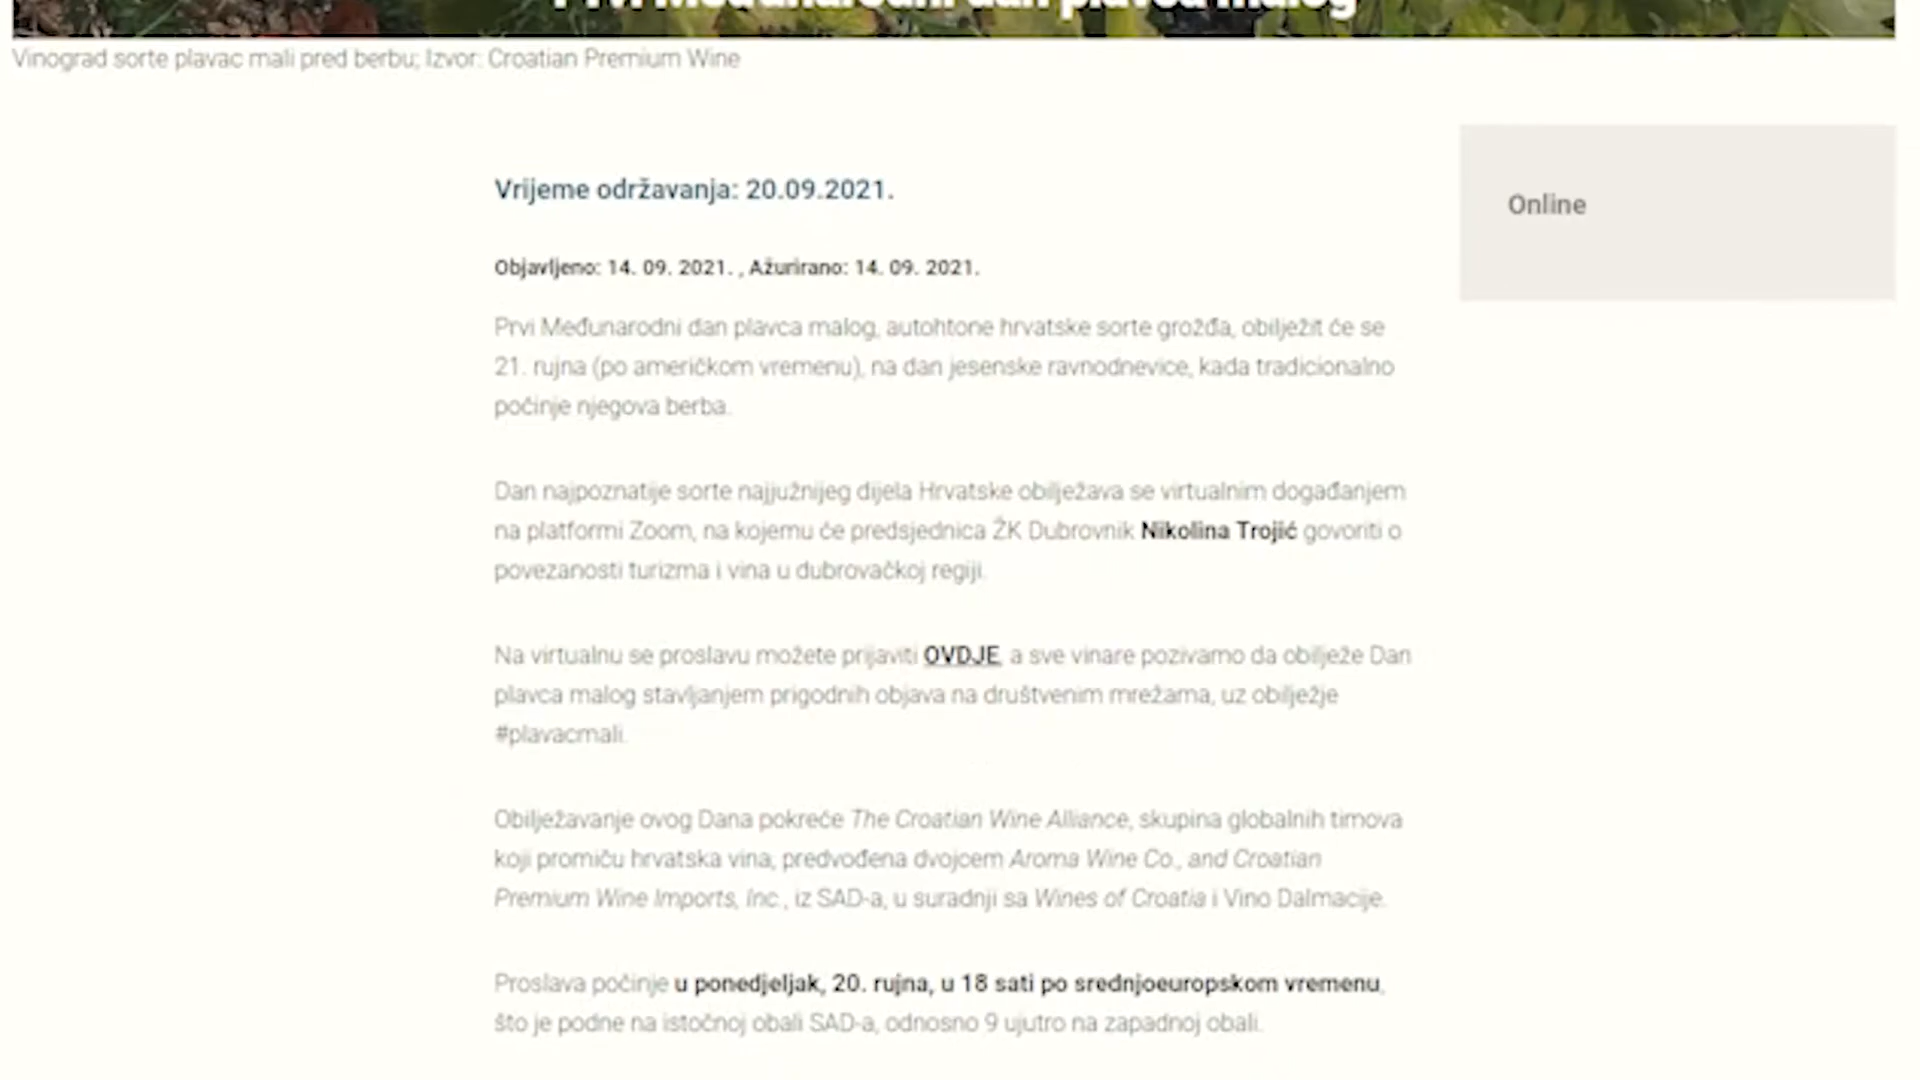 Prvi Međunarodni dan plavca malog
Vinograd sorte plavac mali pred berbu; Izvor: Croatian Premium Wine
Online
Vrijeme održavanja: 20.09.2021.
Objavljeno: 14. 09. 2021. , Ažurirano: 14. 09. 2021.
Prvi Međunarodni dan plavca malog, autohtone hrvatske sorte grožđa, obilježit će se
21. rujna (po američkom vremenu), na dan jesenske ravnodnevice, kada tradicionalno
počinje njegova berba.
Dan najpoznatije sorte najjužnijeg dijela Hrvatske obilježava se virtualnim događanjem
na platformi Zoom, na kojemu će predsjednica ŽK Dubrovnik Nikolina Trojić govoriti o
povezanosti turizma i vina u dubrovačkoj regiji.
Na virtualnu se proslavu možete prijaviti OVDJE, a sve vinare pozivamo da obilježe Dan
plavca malog stavljanjem prigodnih objava na društvenim mrežama, uz obilježje
#plavacmali.
Obilježavanje ovog Dana pokreće The Croatian Wine Alliance, skupina globalnih timova
koji promiču hrvatska vina, predvođena dvojcem Aroma Wine Co., and Croatian
Premium Wine Imports, Inc., iz SAD-a, u suradnji sa Wines of Croatia i Vino Dalmacije.
Proslava počinje u ponedjeljak, 20. rujna, u 18 sati po srednjoeuropskom vremenu,
što je podne na istočnoj obali SAD-a, odnosno 9 ujutro na zapadnoj obali.